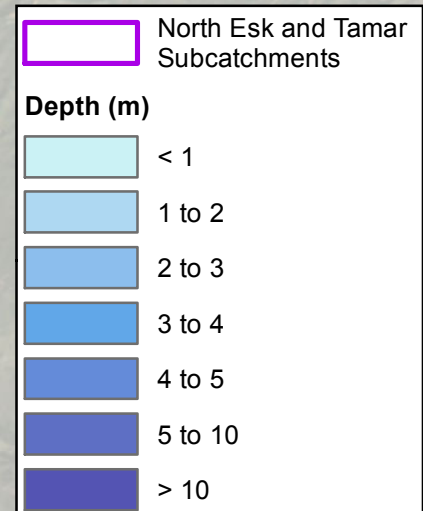 North Esk and Tamar
Subcatchments
Depth (m)
< 1
1 to 2
2 to 3
3 to 4
4 to 5
5 to 10
> 10